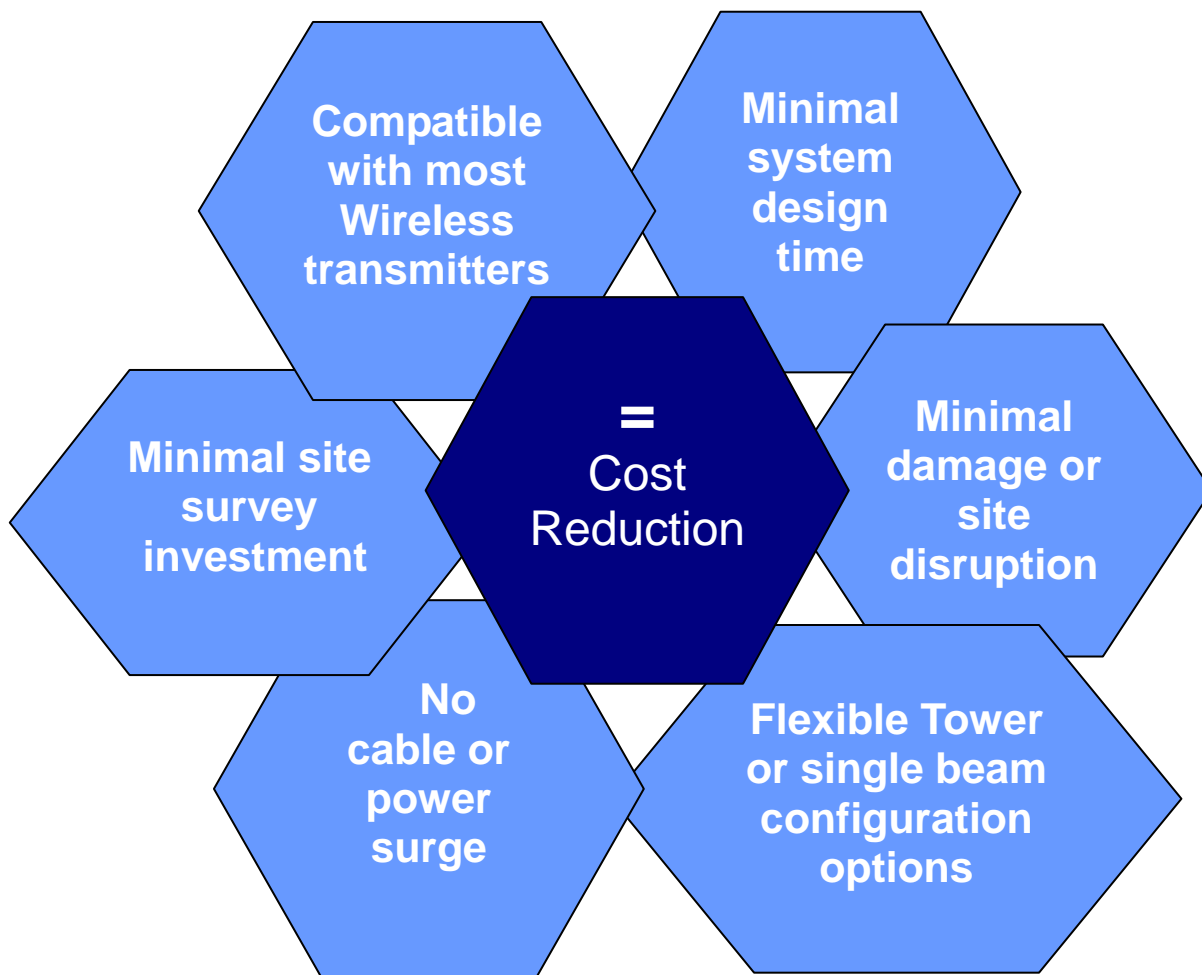 Compatible
with most
Wireless
transmitters
Minimal
system
design
time
Minimal site
survey
investment
=
Cost
Reduction
Minimal
damage or
site
disruption
No
cable or
power
surge
Flexible Tower
or single beam
configuration
options